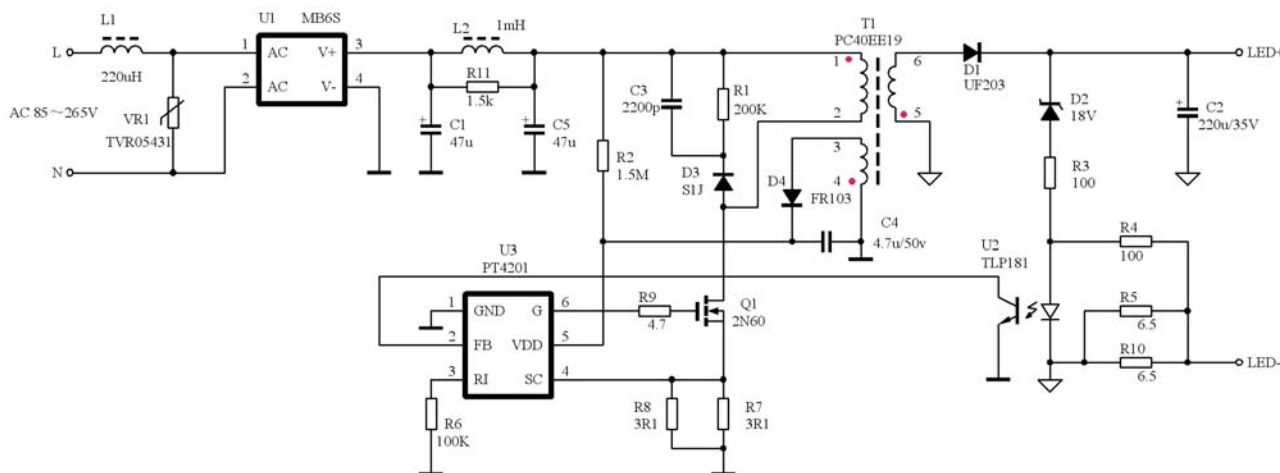 L1
220uH
L
AC 85～265V
N
VR1
TVR05431
U1 MB6S
1 AC V+ 3
2 AC V- 4
L2 1mH
R11
1.5k
C1
47u
C5
47u
R2
1.5M
C3
2200p
R1
200K
D3
S1J
T1
PC40EE19
1
2
3
4
6
5
D4
FR103
C4
4.7u/50v
D1
UF203
D2
18V
C2
220u/35V
R3
100
LED+
U3
PT4201
1 GND G 6
2 FB VDD 5
3 RI SC 4
R6
100K
R9
4.7
Q1
2N60
R8
3R1
R7
3R1
U2
TLP181
R4
100
R5
6.5
R10
6.5
LED-